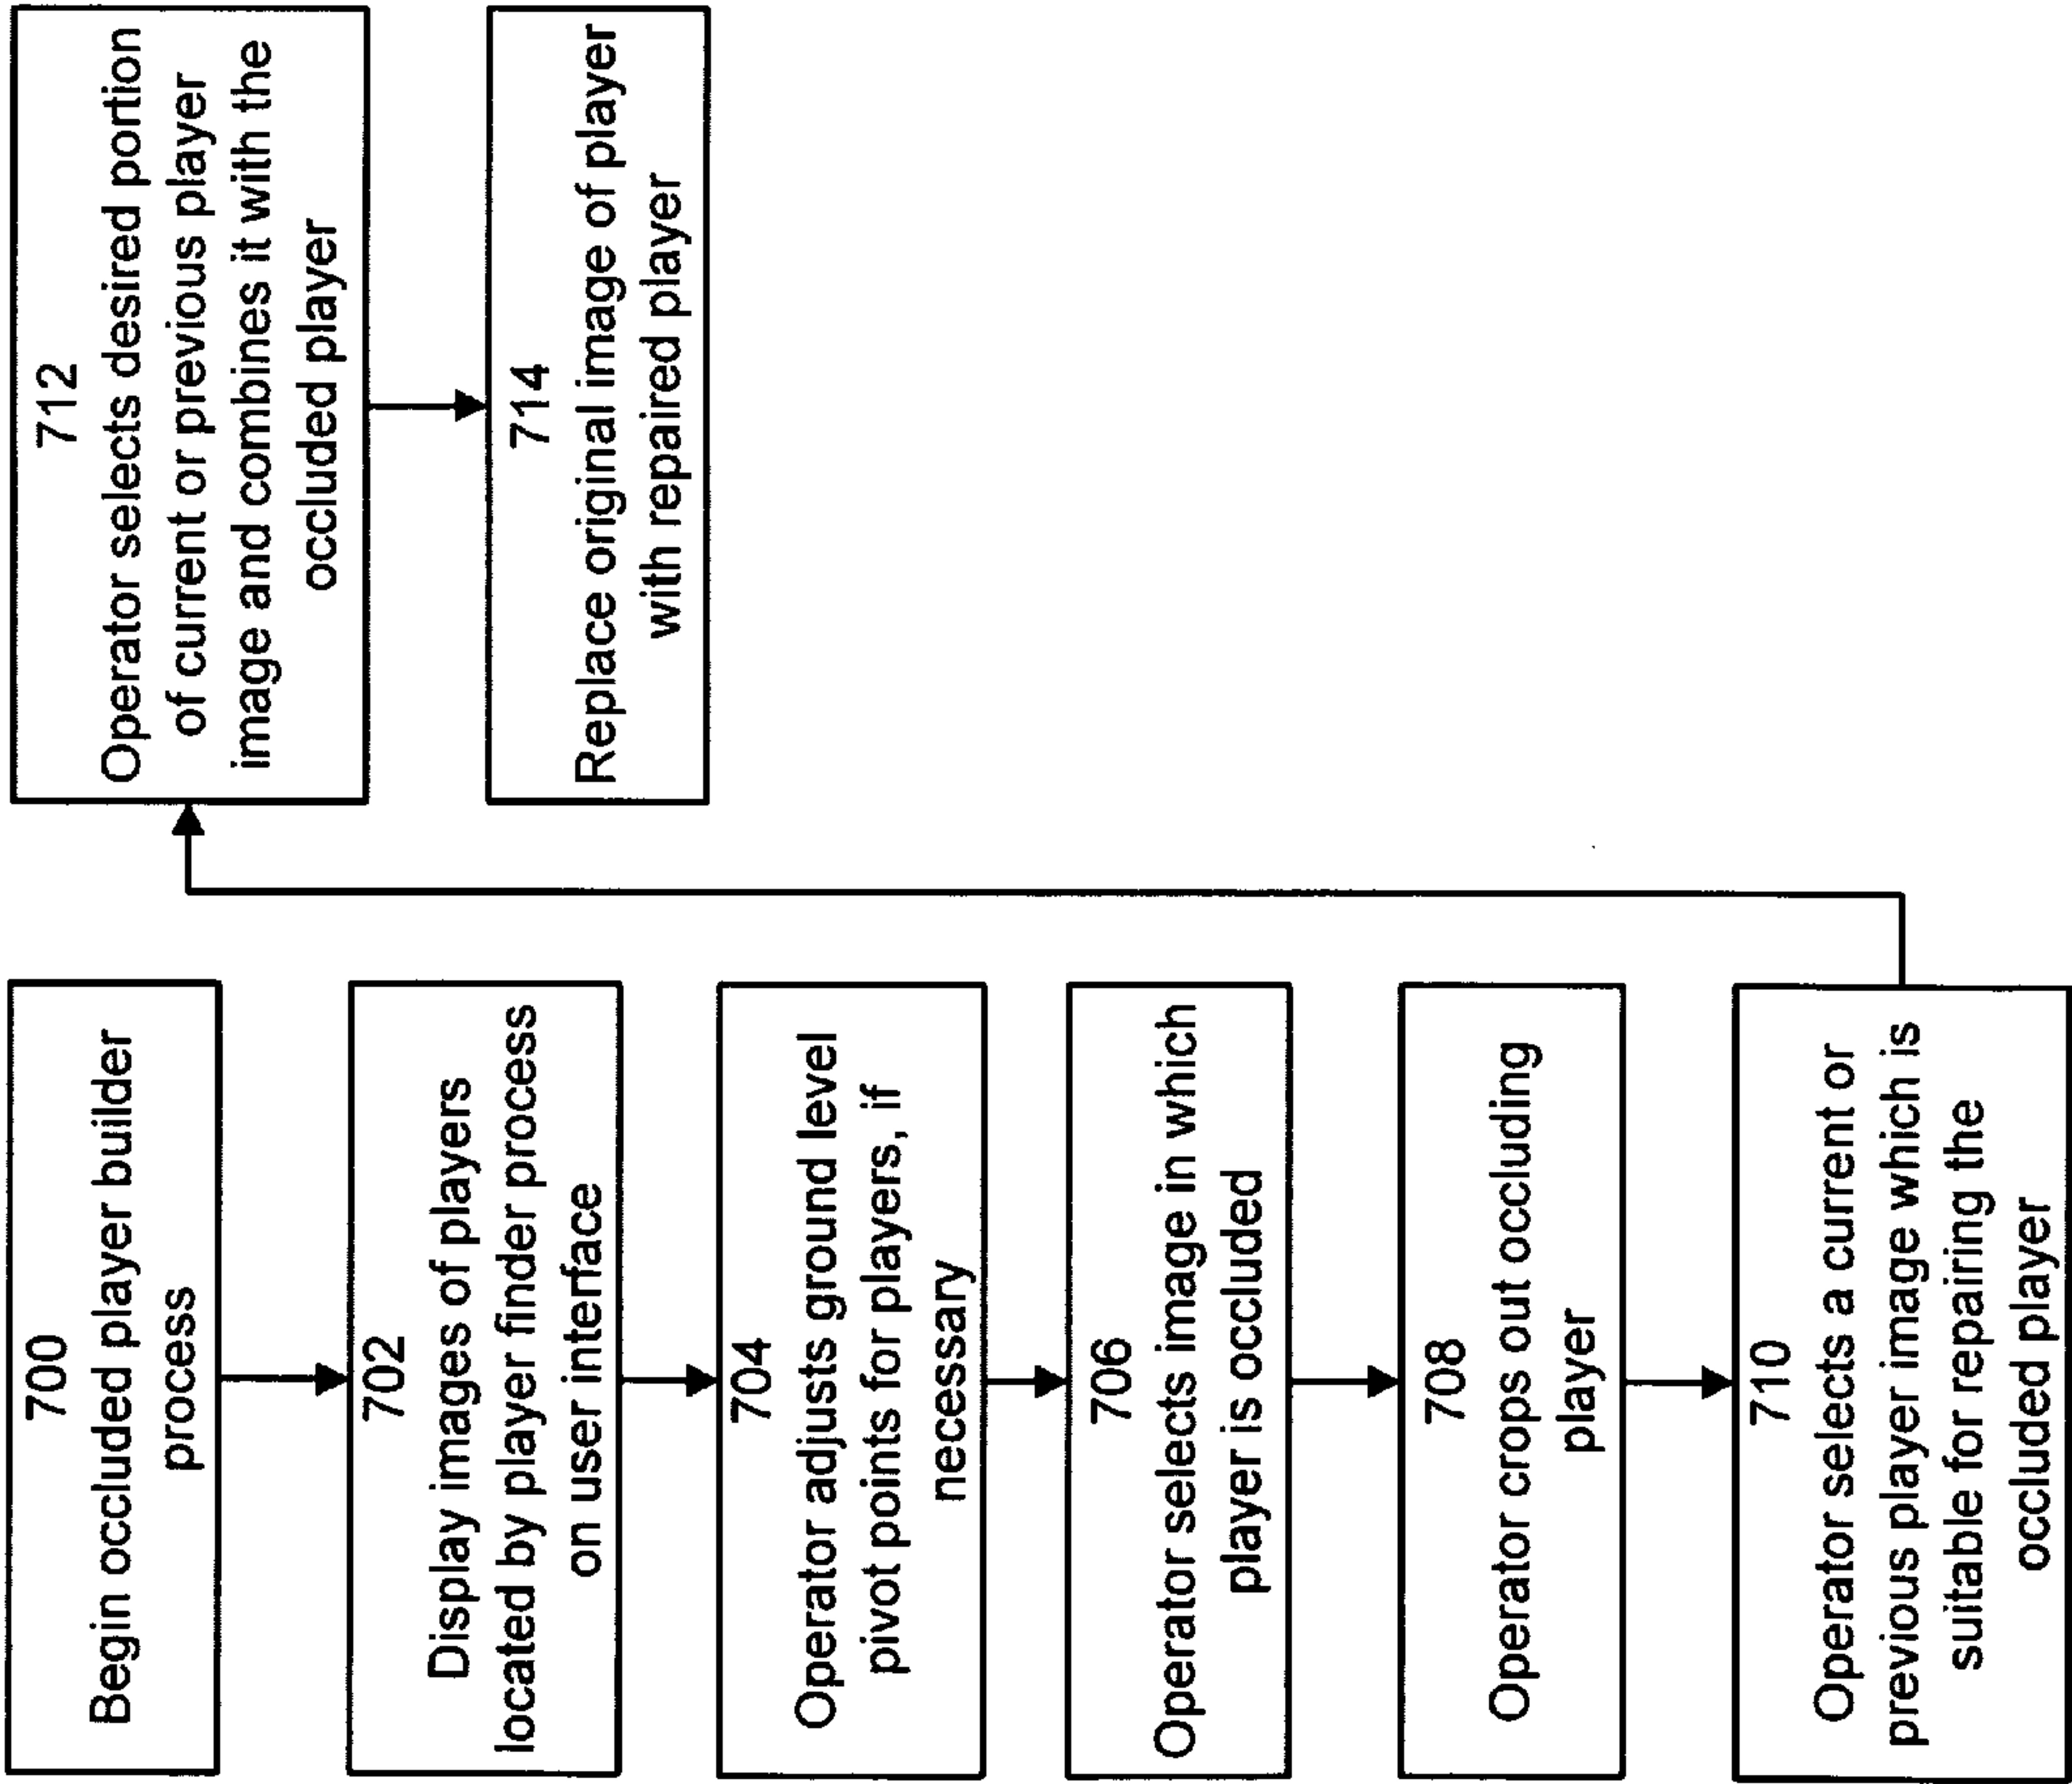 700
Begin occluded player builder
process
702
Display images of players
located by player finder process
on user interface
704
Operator adjusts ground level
pivot points for players, if
necessary
706
Operator selects image in which
player is occluded
708
Operator crops out occluding
player
710
Operator selects a current or
previous player image which is
suitable for repairing the
occluded player
712
Operator selects desired portion
of current or previous player
image and combines it with the
occluded player
714
Replace original image of player
with repaired player